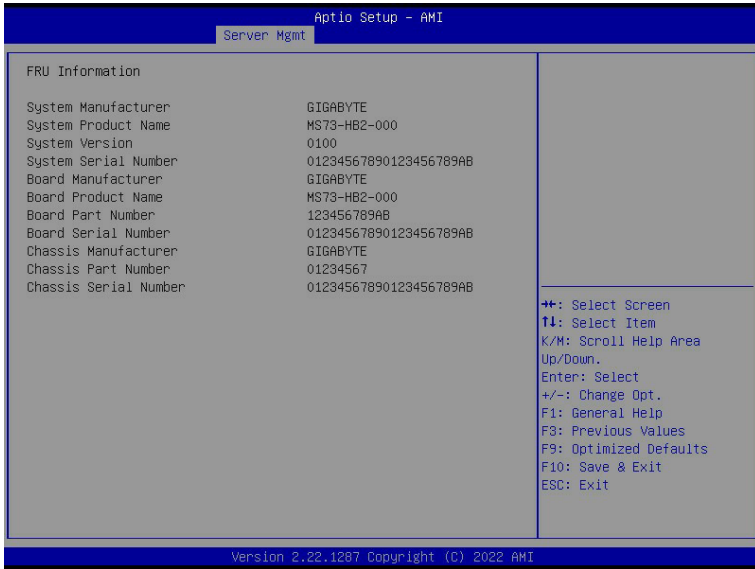 Aptio Setup - AMI
Server Mgmt
FRU Information
System Manufacturer GIGABYTE
System Product Name MS73-HB2-000
System Version 0100
System Serial Number 01234567890123456789AB
Board Manufacturer GIGABYTE
Board Product Name MS73-HB2-000
Board Part Number 123456789AB
Board Serial Number 01234567890123456789AB
Chassis Manufacturer GIGABYTE
Chassis Part Number 01234567
Chassis Serial Number 01234567890123456789AB
→←: Select Screen
↑↓: Select Item
K/M: Scroll Help Area
Up/Down.
Enter: Select
+/-: Change Opt.
F1: General Help
F3: Previous Values
F9: Optimized Defaults
F10: Save & Exit
ESC: Exit
Version 2.22.1287 Copyright (C) 2022 AMI